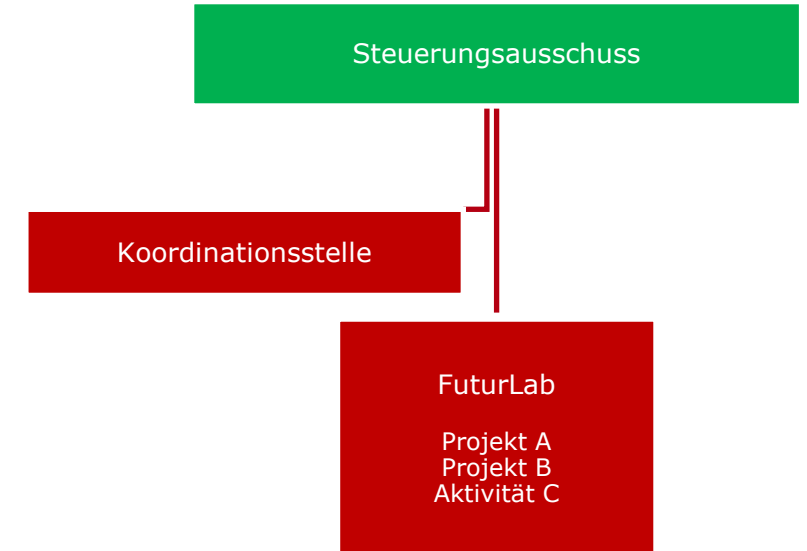 Steuerungsausschuss
Koordinationsstelle
FuturLab
Projekt A
Projekt B
Aktivität C